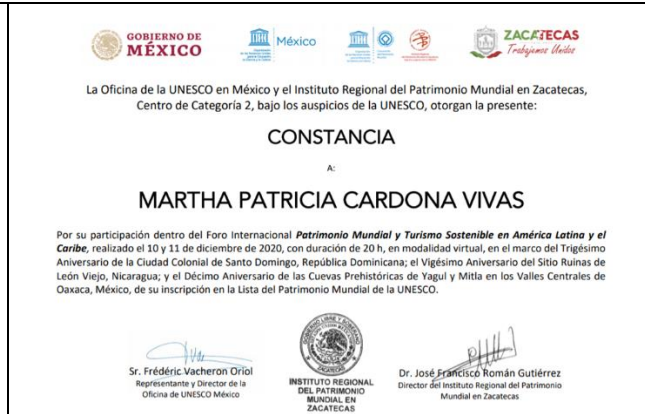 GOBIERNO DE
MÉXICO
México
ZACATECAS
Trabajemos Unidos
La Oficina de la UNESCO en México y el Instituto Regional del Patrimonio Mundial en Zacatecas,
Centro de Categoría 2, bajo los auspicios de la UNESCO, otorgan la presente:
CONSTANCIA
A:
MARTHA PATRICIA CARDONA VIVAS
Por su participación dentro del Foro Internacional Patrimonio Mundial y Turismo Sostenible en América Latina y el
Caribe, realizado el 10 y 11 de diciembre de 2020, con duración de 20 h, en modalidad virtual, en el marco del Trigésimo
Aniversario de la Ciudad Colonial de Santo Domingo, República Dominicana; el Vigésimo Aniversario del Sitio Ruinas de
León Viejo, Nicaragua; y el Décimo Aniversario de las Cuevas Prehistóricas de Yagul y Mitla en los Valles Centrales de
Oaxaca, México, de su inscripción en la Lista del Patrimonio Mundial de la UNESCO.
Sr. Frédéric Vacheron Oriol
Representante y Director de la
Oficina de UNESCO México
GOBIERNO LIBRE Y SOBERANO
ZACATECAS
INSTITUTO REGIONAL
DEL PATRIMONIO
MUNDIAL EN
ZACATECAS
Dr. José Francisco Román Gutiérrez
Director del Instituto Regional del Patrimonio
Mundial en Zacatecas